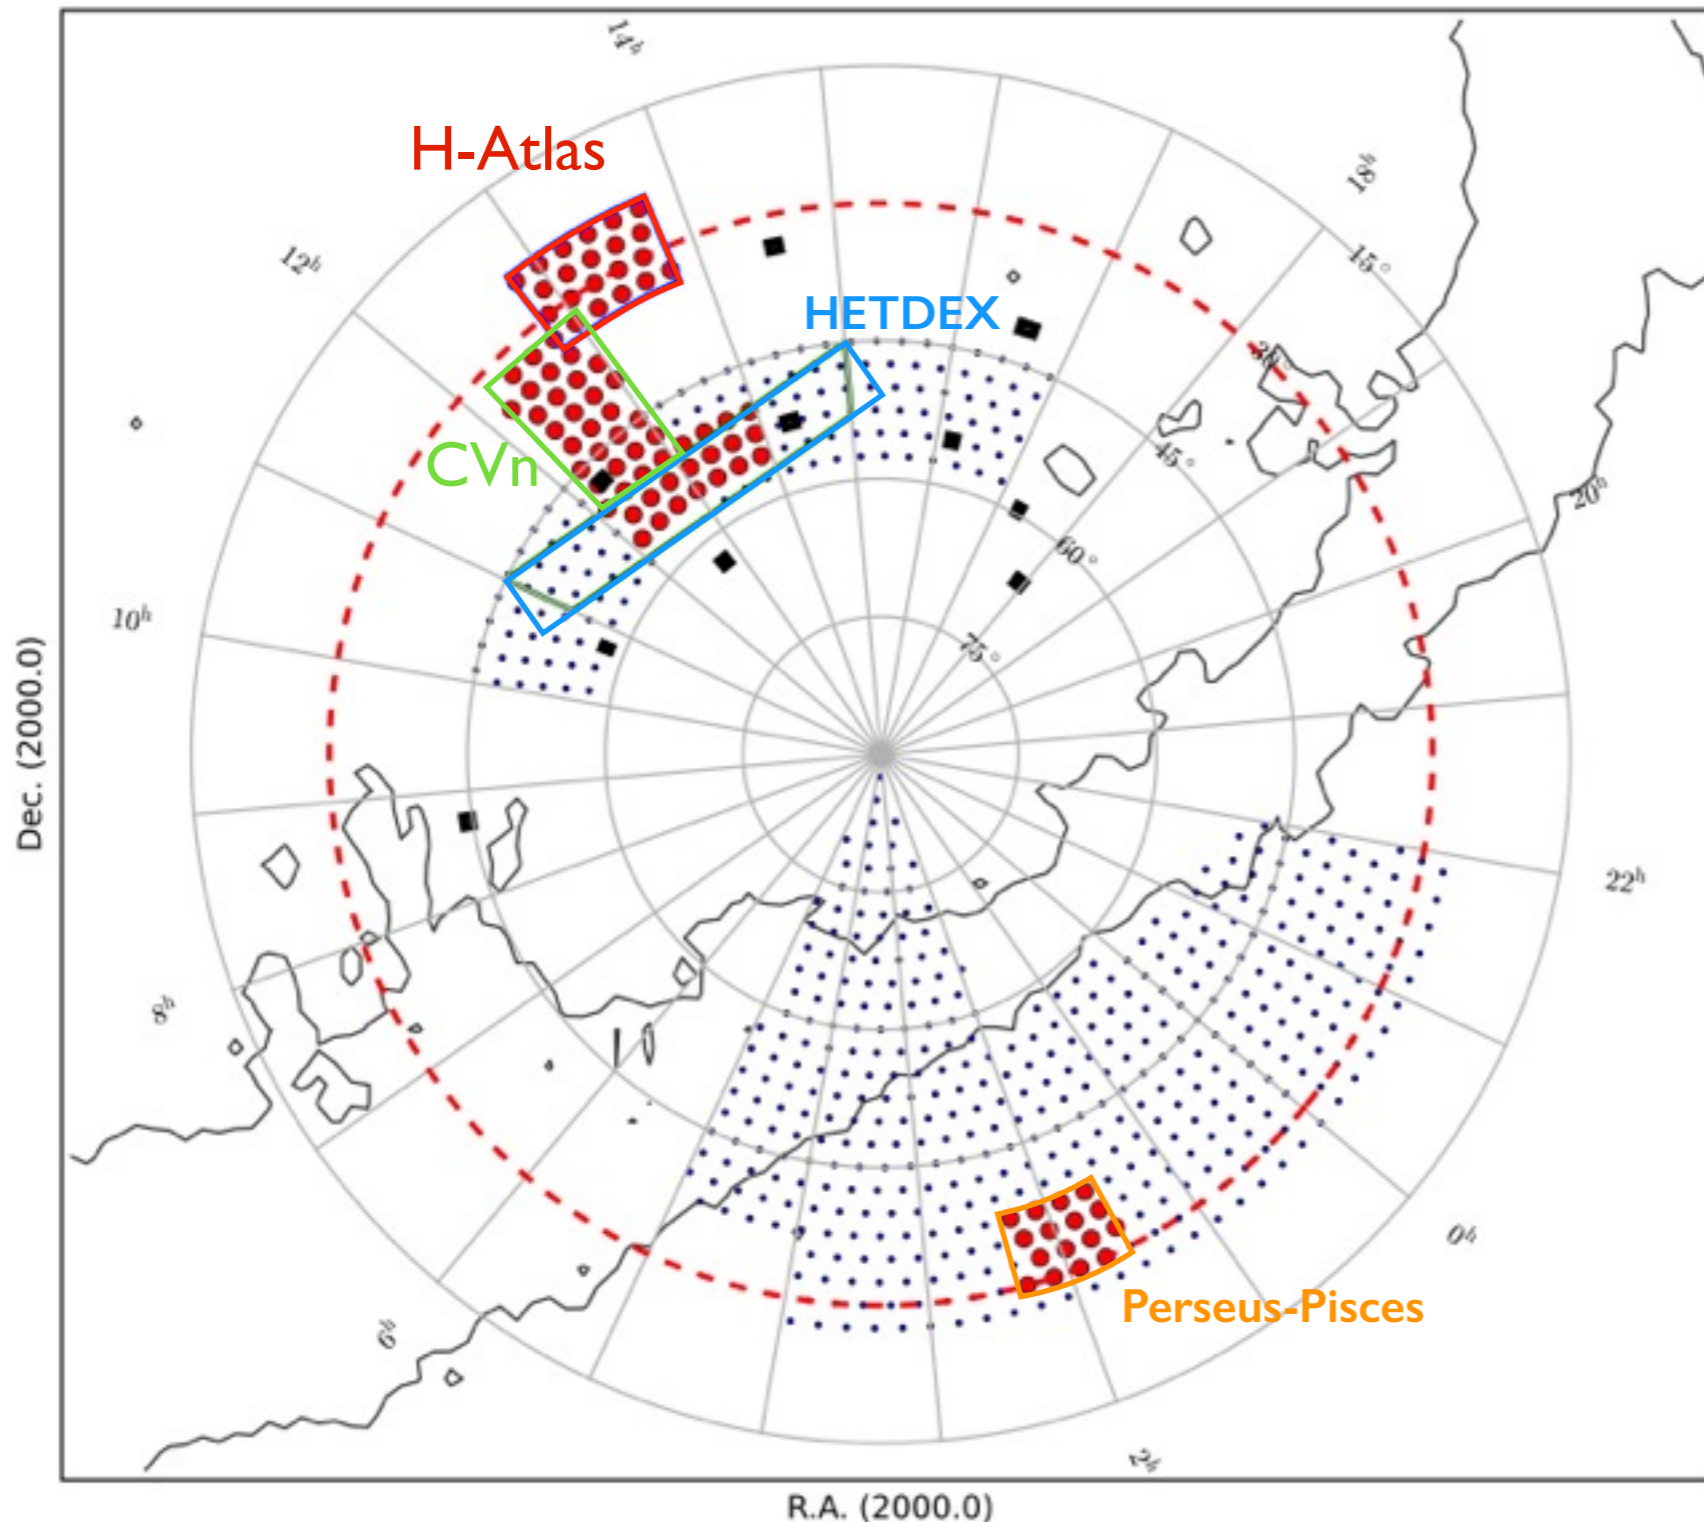 14ʰ
H-Atlas
18ʰ
12ʰ
15°
HETDEX
30°
CVn
45°
20ʰ
60°
10ʰ
75°
Dec. (2000.0)
22ʰ
8ʰ
0ʰ
Perseus-Pisces
6ʰ
2ʰ
R.A. (2000.0)